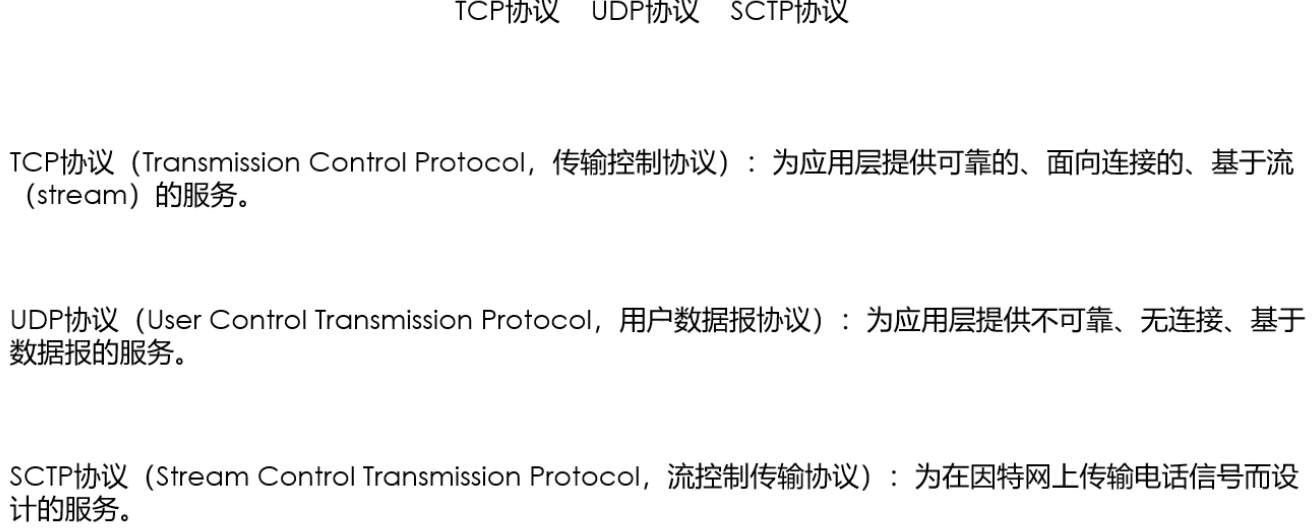 TCP协议 UDP协议 SCTP协议
TCP协议（Transmission Control Protocol，传输控制协议）：为应用层提供可靠的、面向连接的、基于流
（stream）的服务。
UDP协议（User Control Transmission Protocol，用户数据报协议）：为应用层提供不可靠、无连接、基于
数据报的服务。
SCTP协议（Stream Control Transmission Protocol，流控制传输协议）：为在因特网上传输电话信号而设
计的服务。